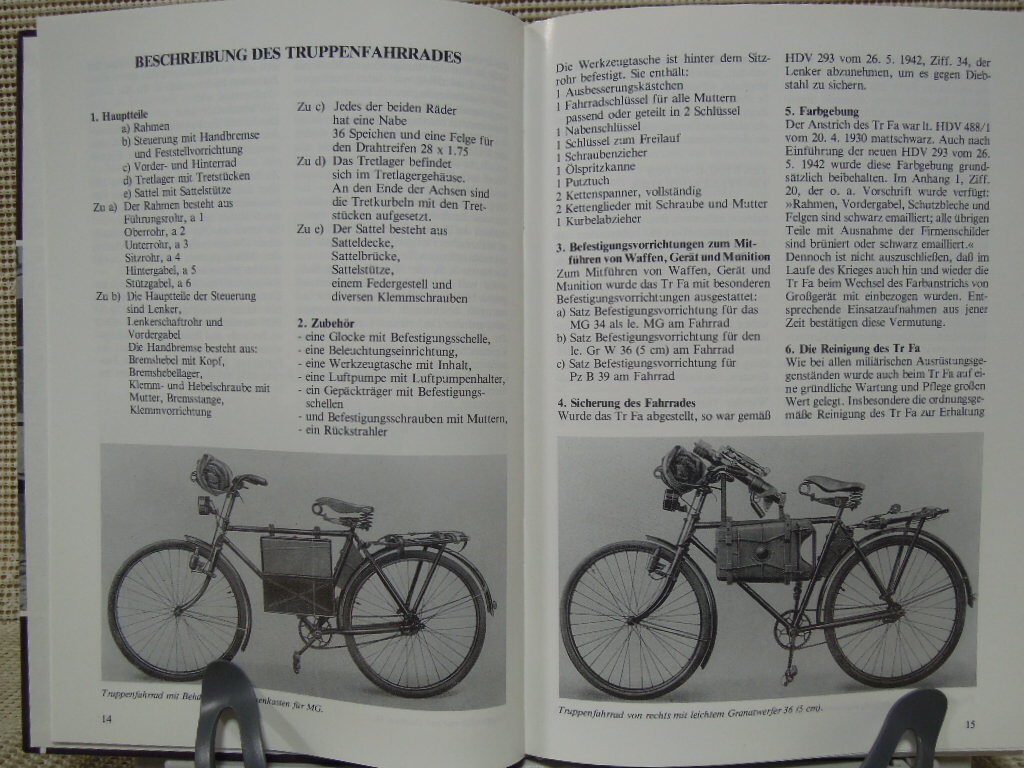 BESCHREIBUNG DES TRUPPENFAHRRADES
1. Hauptteile
a) Rahmen
b) Steuerung mit Handbremse
und Feststellvorrichtung
c) Vorder- und Hinterrad
d) Tretlager mit Tretstücken
e) Sattel mit Sattelstütze
Zu a) Der Rahmen besteht aus
Führungsrohr, a 1
Oberrohr, a 2
Unterrohr, a 3
Sitzrohr, a 4
Hintergabel, a 5
Stützgabel, a 6
Zu b) Die Hauptteile der Steuerung
sind Lenker,
Lenkerschaftrohr und
Vordergabel
Die Handbremse besteht aus:
Bremshebel mit Kopf,
Bremshebellager,
Klemm- und Hebelschraube mit
Mutter, Bremsstange,
Klemmvorrichtung
Zu c) Jedes der beiden Räder
hat eine Nabe
36 Speichen und eine Felge für
den Drahtreifen 28 x 1.75
Zu d) Das Tretlager befindet
sich im Tretlagergehäuse.
An den Ende der Achsen sind
die Tretkurbeln mit den Tret-
stücken aufgesetzt.
Zu e) Der Sattel besteht aus
Satteldecke,
Sattelbrücke,
Sattelstütze,
einem Federgestell und
diversen Klemmschrauben
2. Zubehör
- eine Glocke mit Befestigungsschelle,
- eine Beleuchtungseinrichtung,
- eine Werkzeugtasche mit Inhalt,
- eine Luftpumpe mit Luftpumpenhalter,
- ein Gepäckträger mit Befestigungs-
schellen
- und Befestigungsschrauben mit Muttern,
- ein Rückstrahler
Truppenfahrrad mit Behä enkasten für MG.
14
Die Werkzeugtasche ist hinter dem Sitz-
rohr befestigt. Sie enthält:
1 Ausbesserungskästchen
1 Fahrradschlüssel für alle Muttern
passend oder geteilt in 2 Schlüssel
1 Nabenschlüssel
1 Schlüssel zum Freilauf
1 Schraubenzieher
1 Ölspritzkanne
1 Putztuch
2 Kettenspanner, vollständig
2 Kettenglieder mit Schraube und Mutter
1 Kurbelabzieher
3. Befestigungsvorrichtungen zum Mit-
führen von Waffen, Gerät und Munition
Zum Mitführen von Waffen, Gerät und
Munition wurde das Tr Fa mit besonderen
Befestigungsvorrichtungen ausgestattet:
a) Satz Befestigungsvorrichtung für das
MG 34 als le. MG am Fahrrad
b) Satz Befestigungsvorrichtung für den
le. Gr W 36 (5 cm) am Fahrrad
c) Satz Befestigungsvorrichtung für
Pz B 39 am Fahrrad
4. Sicherung des Fahrrades
Wurde das Tr Fa abgestellt, so war gemäß
HDV 293 vom 26. 5. 1942, Ziff. 34, der
Lenker abzunehmen, um es gegen Dieb-
stahl zu sichern.
5. Farbgebung
Der Anstrich des Tr Fa war lt. HDV 488/1
vom 20. 4. 1930 mattschwarz. Auch nach
Einführung der neuen HDV 293 vom 26.
5. 1942 wurde diese Farbgebung grund-
sätzlich beibehalten. Im Anhang 1, Ziff.
20, der o. a. Vorschrift wurde verfügt:
»Rahmen, Vordergabel, Schutzbleche und
Felgen sind schwarz emailliert; alle übrigen
Teile mit Ausnahme der Firmenschilder
sind brüniert oder schwarz emailliert.«
Dennoch ist nicht auszuschließen, daß im
Laufe des Krieges auch hin und wieder die
Tr Fa beim Wechsel des Farbanstrichs von
Großgerät mit einbezogen wurden. Ent-
sprechende Einsatzaufnahmen aus jener
Zeit bestätigen diese Vermutung.
6. Die Reinigung des Tr Fa
Wie bei allen miliärischen Ausrüstungsge-
genständen wurde auch beim Tr Fa auf ei-
ne gründliche Wartung und Pflege großen
Wert gelegt. Insbesondere die ordnungsge-
mäße Reinigung des Tr Fa zur Erhaltung
Truppenfahrrad von rechts mit leichtem Granatwerfer 36 (5 cm).
15